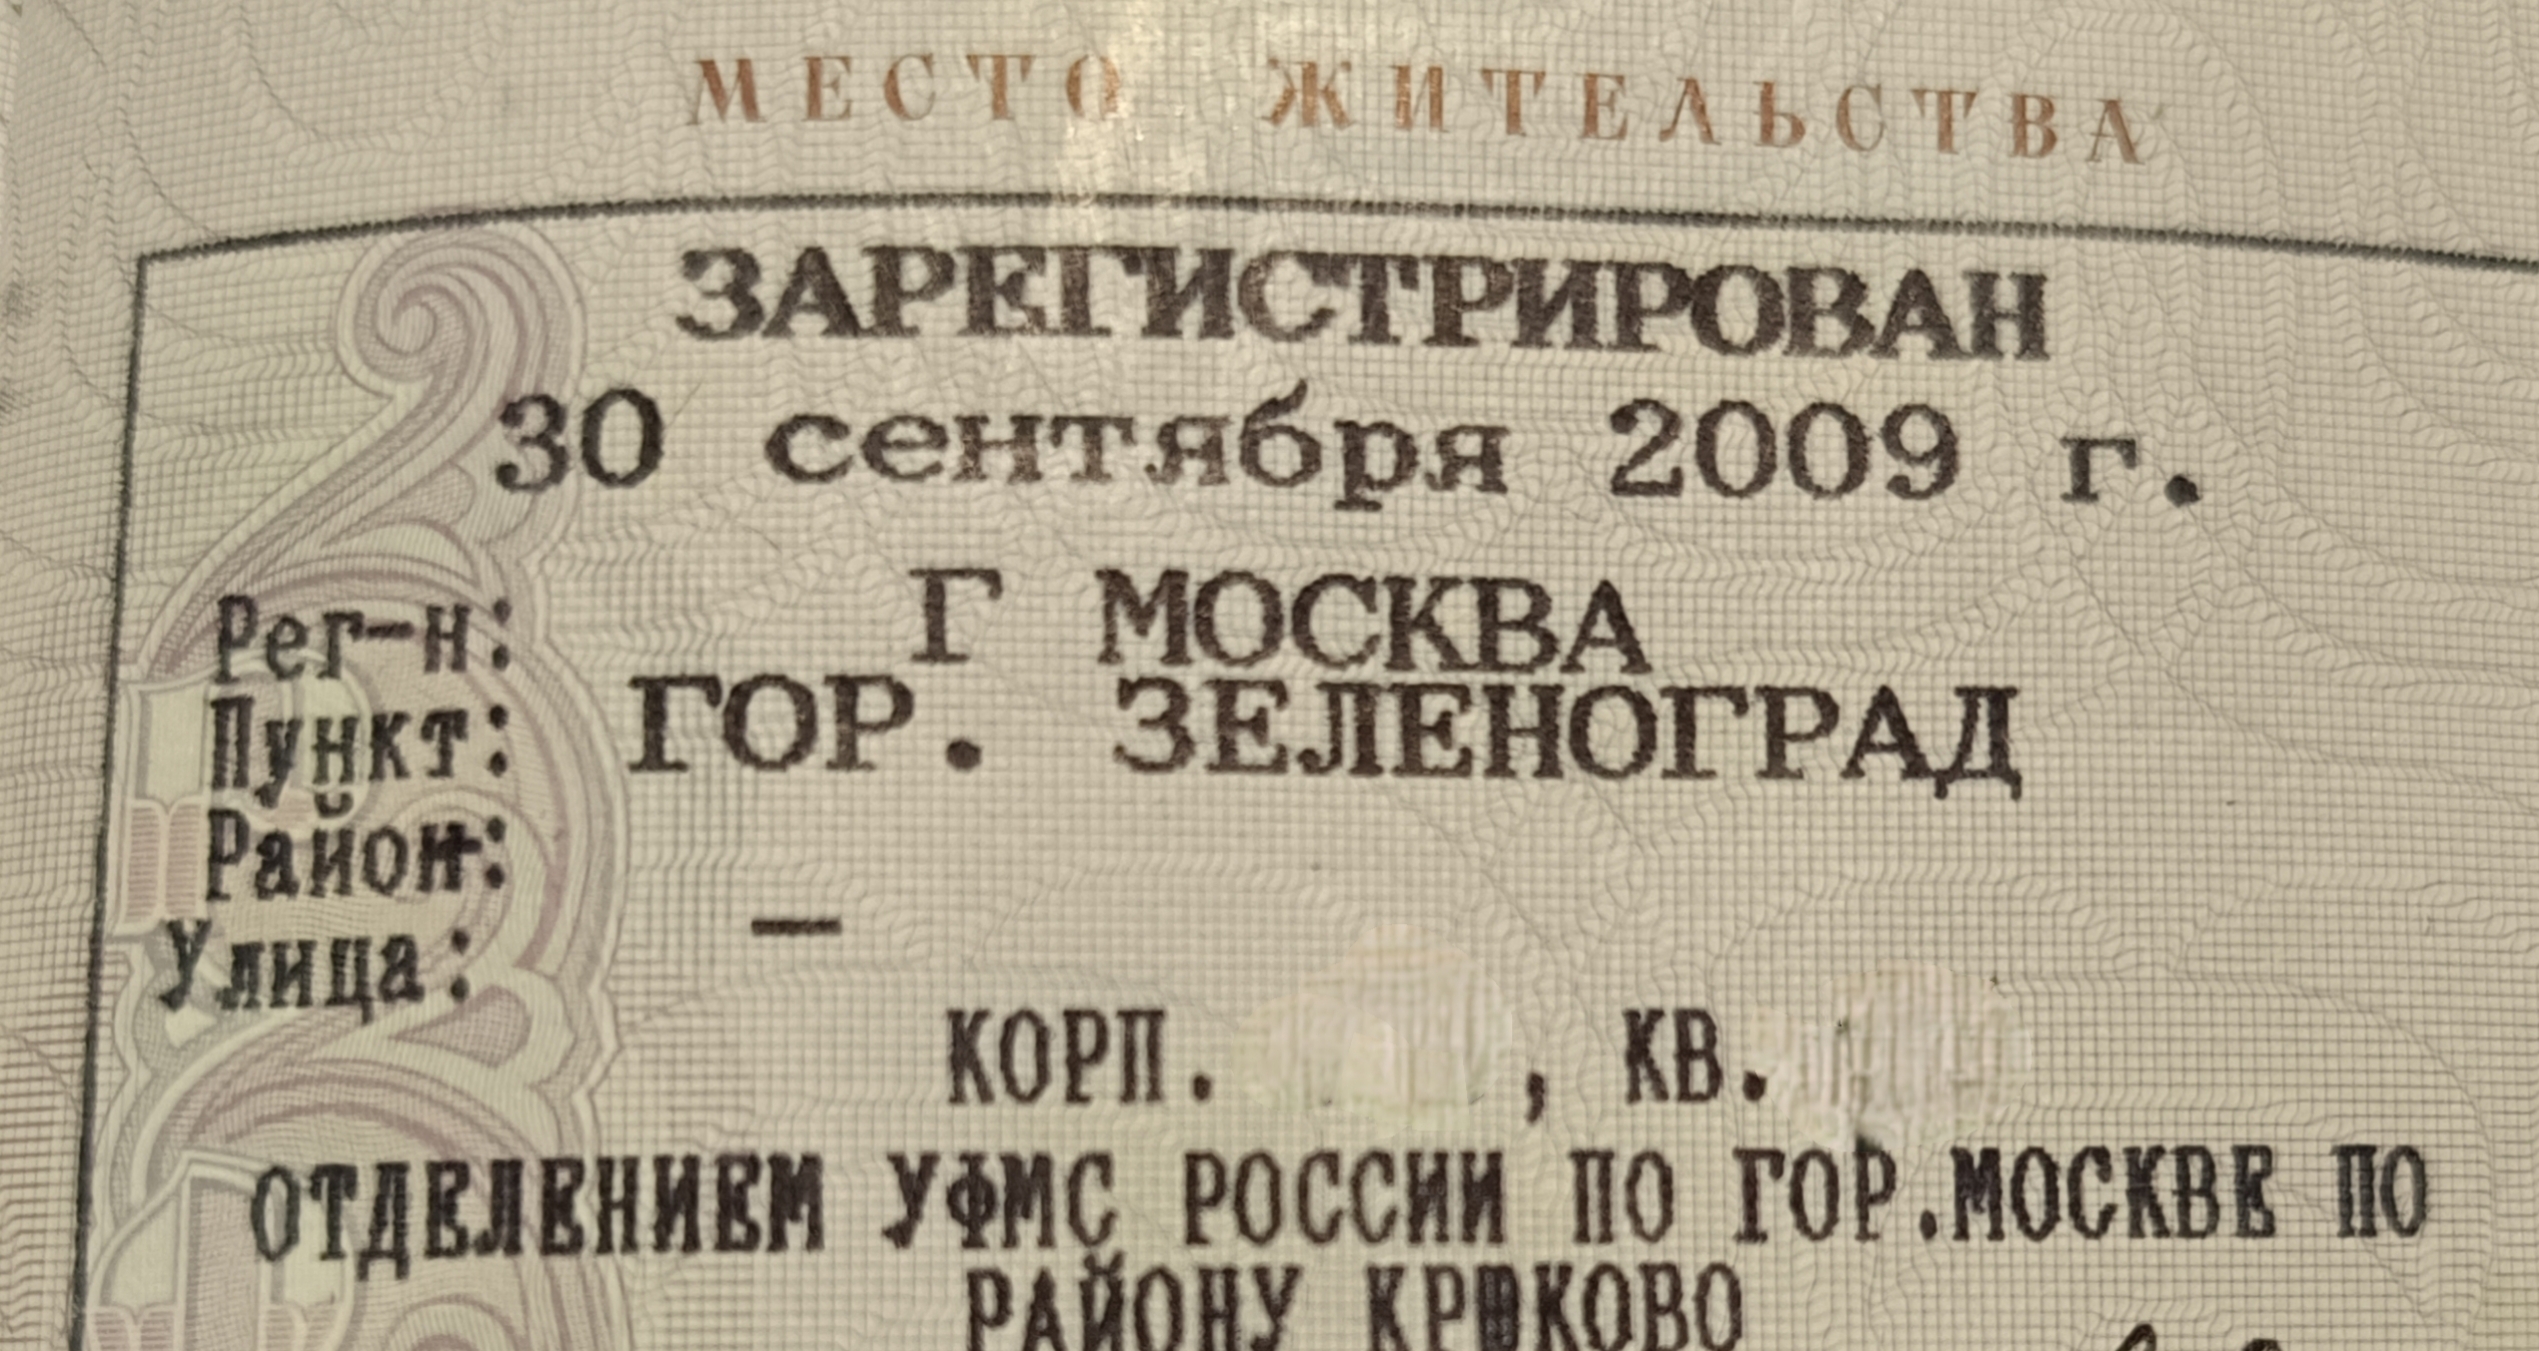 МЕСТО ЖИТЕЛЬСТВА
ЗАРЕГИСТРИРОВАН
30 сентября 2009 г.
Рег-н: Г МОСКВА
Пункт: ГОР. ЗЕЛЕНОГРАД
Район:
Улица: —
КОРП. , КВ.
ОТДЕЛЕНИЕМ УФМС РОССИИ ПО ГОР.МОСКВЕ ПО
РАЙОНУ КРЮКОВО